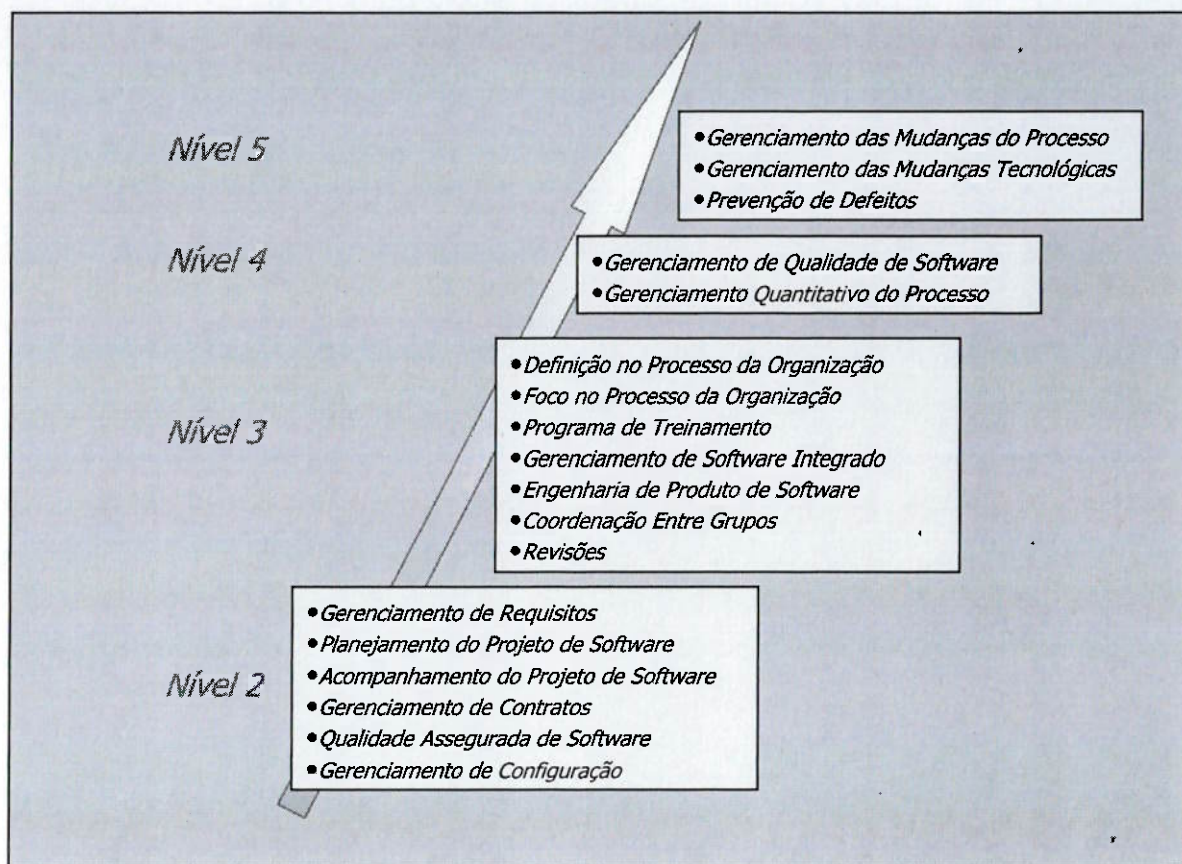 Nível 5
• Gerenciamento das Mudanças do Processo
• Gerenciamento das Mudanças Tecnológicas
• Prevenção de Defeitos
Nível 4
• Gerenciamento de Qualidade de Software
• Gerenciamento Quantitativo do Processo
Nível 3
• Definição no Processo da Organização
• Foco no Processo da Organização
• Programa de Treinamento
• Gerenciamento de Software Integrado
• Engenharia de Produto de Software
• Coordenação Entre Grupos
• Revisões
Nível 2
• Gerenciamento de Requisitos
• Planejamento do Projeto de Software
• Acompanhamento do Projeto de Software
• Gerenciamento de Contratos
• Qualidade Assegurada de Software
• Gerenciamento de Configuração